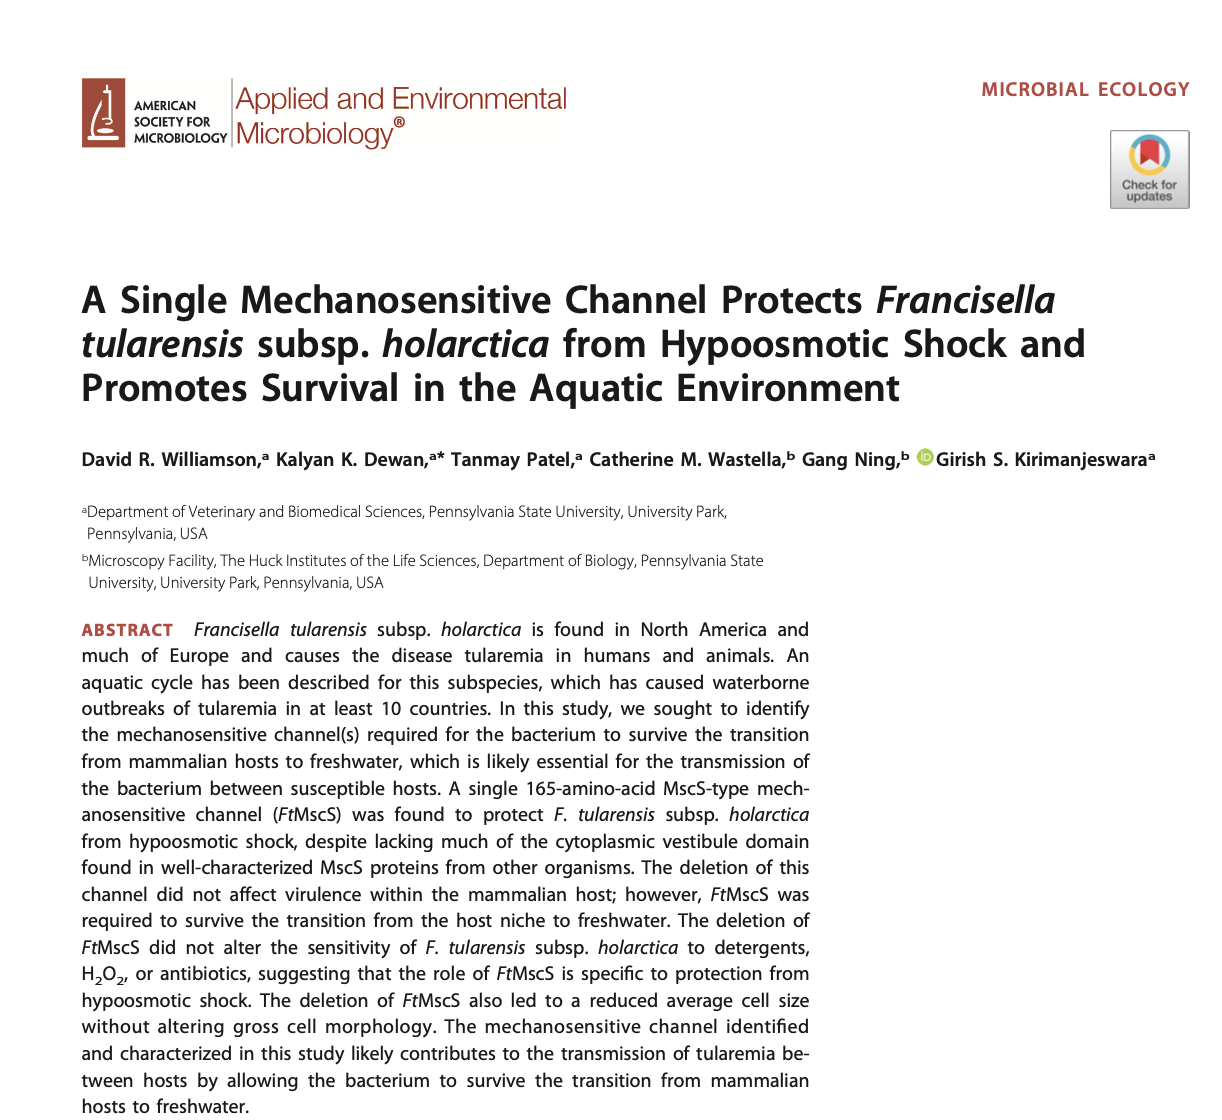 AMERICAN
SOCIETY FOR
MICROBIOLOGY
Applied and Environmental
Microbiology®
MICROBIAL ECOLOGY
Check for
updates
A Single Mechanosensitive Channel Protects Francisella
tularensis subsp. holarctica from Hypoosmotic Shock and
Promotes Survival in the Aquatic Environment
David R. Williamson,ᵃ Kalyan K. Dewan,ᵃ* Tanmay Patel,ᵃ Catherine M. Wastella,ᵇ Gang Ning,ᵇ iD Girish S. Kirimanjeswaraᵃ
ᵃDepartment of Veterinary and Biomedical Sciences, Pennsylvania State University, University Park,
Pennsylvania, USA
ᵇMicroscopy Facility, The Huck Institutes of the Life Sciences, Department of Biology, Pennsylvania State
University, University Park, Pennsylvania, USA
ABSTRACT Francisella tularensis subsp. holarctica is found in North America and
much of Europe and causes the disease tularemia in humans and animals. An
aquatic cycle has been described for this subspecies, which has caused waterborne
outbreaks of tularemia in at least 10 countries. In this study, we sought to identify
the mechanosensitive channel(s) required for the bacterium to survive the transition
from mammalian hosts to freshwater, which is likely essential for the transmission of
the bacterium between susceptible hosts. A single 165-amino-acid MscS-type mech-
anosensitive channel (FtMscS) was found to protect F. tularensis subsp. holarctica
from hypoosmotic shock, despite lacking much of the cytoplasmic vestibule domain
found in well-characterized MscS proteins from other organisms. The deletion of this
channel did not affect virulence within the mammalian host; however, FtMscS was
required to survive the transition from the host niche to freshwater. The deletion of
FtMscS did not alter the sensitivity of F. tularensis subsp. holarctica to detergents,
H₂O₂, or antibiotics, suggesting that the role of FtMscS is specific to protection from
hypoosmotic shock. The deletion of FtMscS also led to a reduced average cell size
without altering gross cell morphology. The mechanosensitive channel identified
and characterized in this study likely contributes to the transmission of tularemia be-
tween hosts by allowing the bacterium to survive the transition from mammalian
hosts to freshwater.